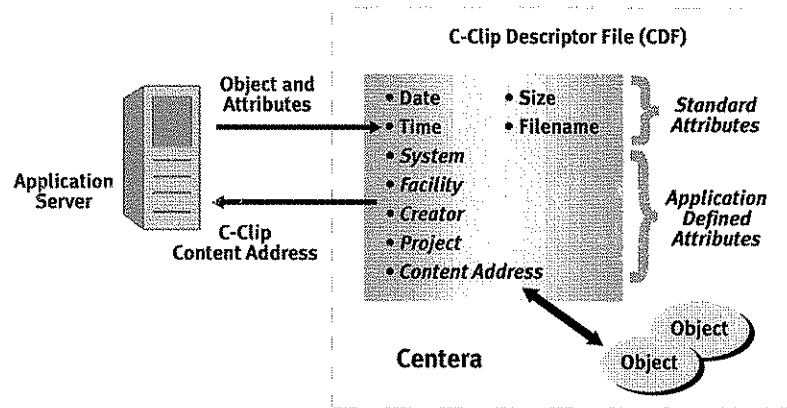 C-Clip Descriptor File (CDF)
Object and
Attributes
Application
Server
C-Clip
Content Address
• Date
• Time
• System
• Facility
• Creator
• Project
• Content Address
• Size
• Filename
Standard
Attributes
Application
Defined
Attributes
Centera
Object
Object